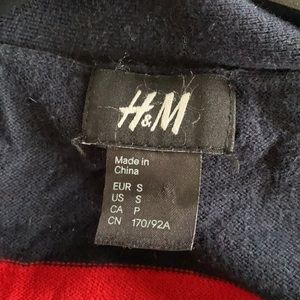 H&M
Made in
China
EUR S
US S
CA P
CN 170/92A